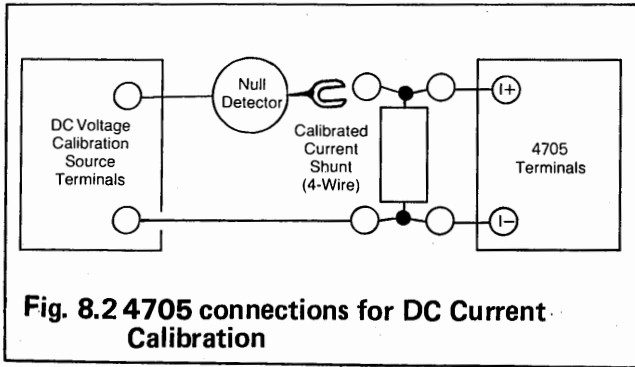 Null
Detector
I+
DC Voltage
Calibration
Source
Terminals
Calibrated
Current
Shunt
(4-Wire)
4705
Terminals
I−
Fig. 8.2 4705 connections for DC Current
Calibration